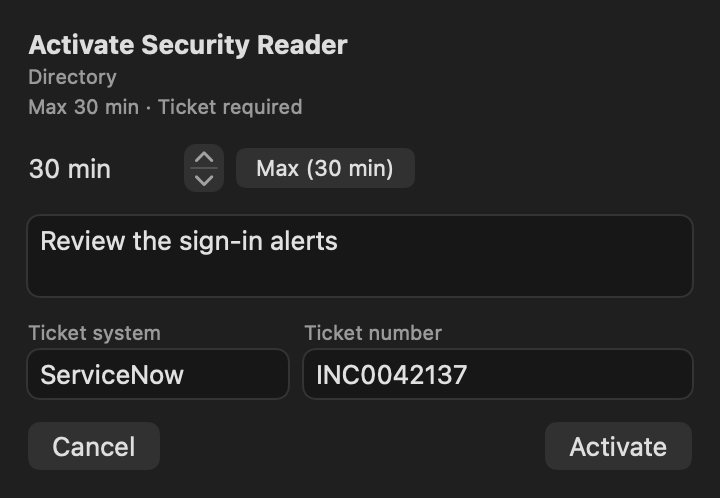 Activate Security Reader
Directory
Max 30 min · Ticket required
30 min
Max (30 min)
Review the sign-in alerts
Ticket system
Ticket number
ServiceNow
INC0042137
Cancel
Activate